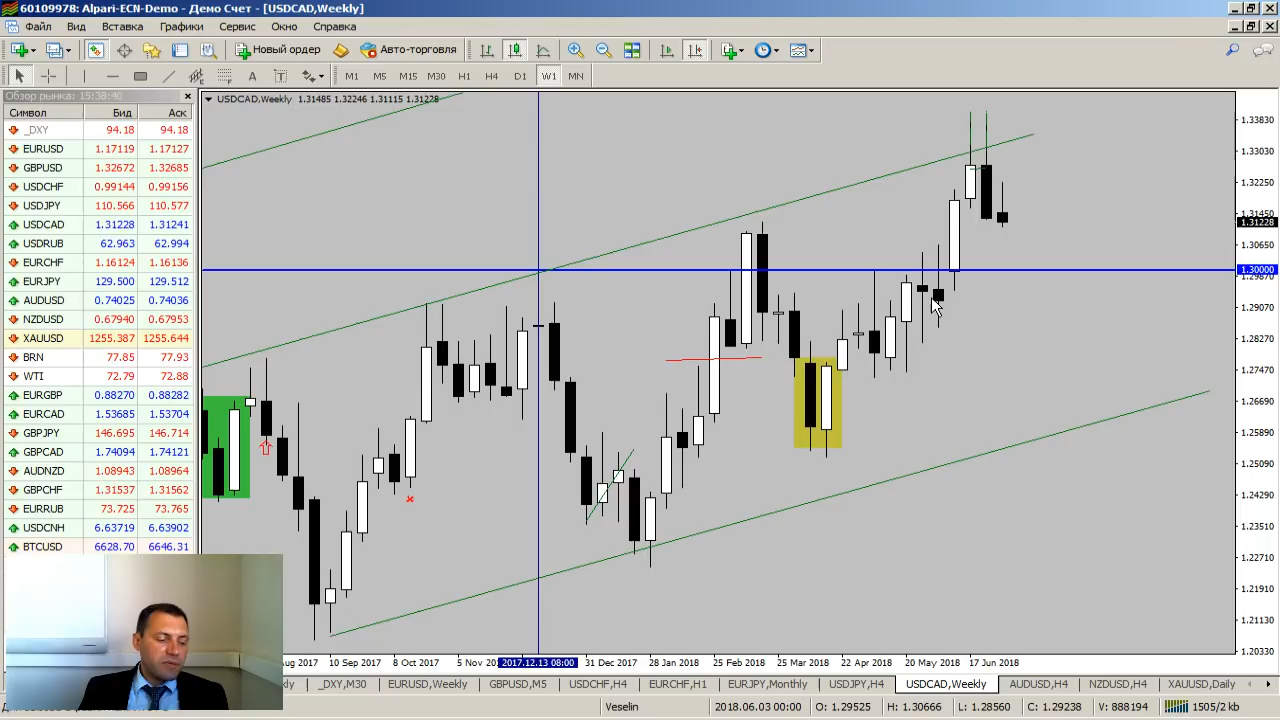 60109978: Alpari-ECN-Demo - Демо Счет - [USDCAD,Weekly]
Файл Вид Вставка Графики Сервис Окно Справка
Новый ордер Авто-торговля
A T M1 M5 M15 M30 H1 H4 D1 W1 MN
Обзор рынка: 15:38:40
Символ Бид Аск
_DXY 94.18 94.18
EURUSD 1.17119 1.17127
GBPUSD 1.32672 1.32685
USDCHF 0.99144 0.99156
USDJPY 110.566 110.577
USDCAD 1.31228 1.31241
USDRUB 62.963 62.994
EURCHF 1.16124 1.16136
EURJPY 129.500 129.512
AUDUSD 0.74025 0.74036
NZDUSD 0.67940 0.67953
XAUUSD 1255.387 1255.644
BRN 77.85 77.93
WTI 72.79 72.88
EURGBP 0.88270 0.88282
EURCAD 1.53685 1.53704
GBPJPY 146.695 146.714
GBPCAD 1.74094 1.74121
AUDNZD 1.08943 1.08964
GBPCHF 1.31537 1.31562
EURRUB 73.725 73.765
USDCNH 6.63719 6.63902
BTCUSD 6628.70 6646.31
USDCAD,Weekly 1.31485 1.32246 1.31115 1.31228
1.33830
1.33030
1.32250
1.31450
1.31228
1.30650
1.30000
1.29870
1.29070
1.28270
1.27470
1.26690
1.25890
1.25090
1.24290
1.23510
1.22710
1.21910
1.21130
1.20330
Aug 2017 10 Sep 2017 8 Oct 2017 5 Nov 2017.12.13 08:00 31 Dec 2017 28 Jan 2018 25 Feb 2018 25 Mar 2018 22 Apr 2018 20 May 2018 17 Jun 2018
_DXY,M30 EURUSD,Weekly GBPUSD,M5 USDCHF,H4 EURCHF,H1 EURJPY,Monthly USDJPY,H4 USDCAD,Weekly AUDUSD,H4 NZDUSD,H4 XAUUSD,Daily
Veselin 2018.06.03 00:00 O: 1.29525 H: 1.30666 L: 1.28560 C: 1.29238 V: 888194 1505/2 kb